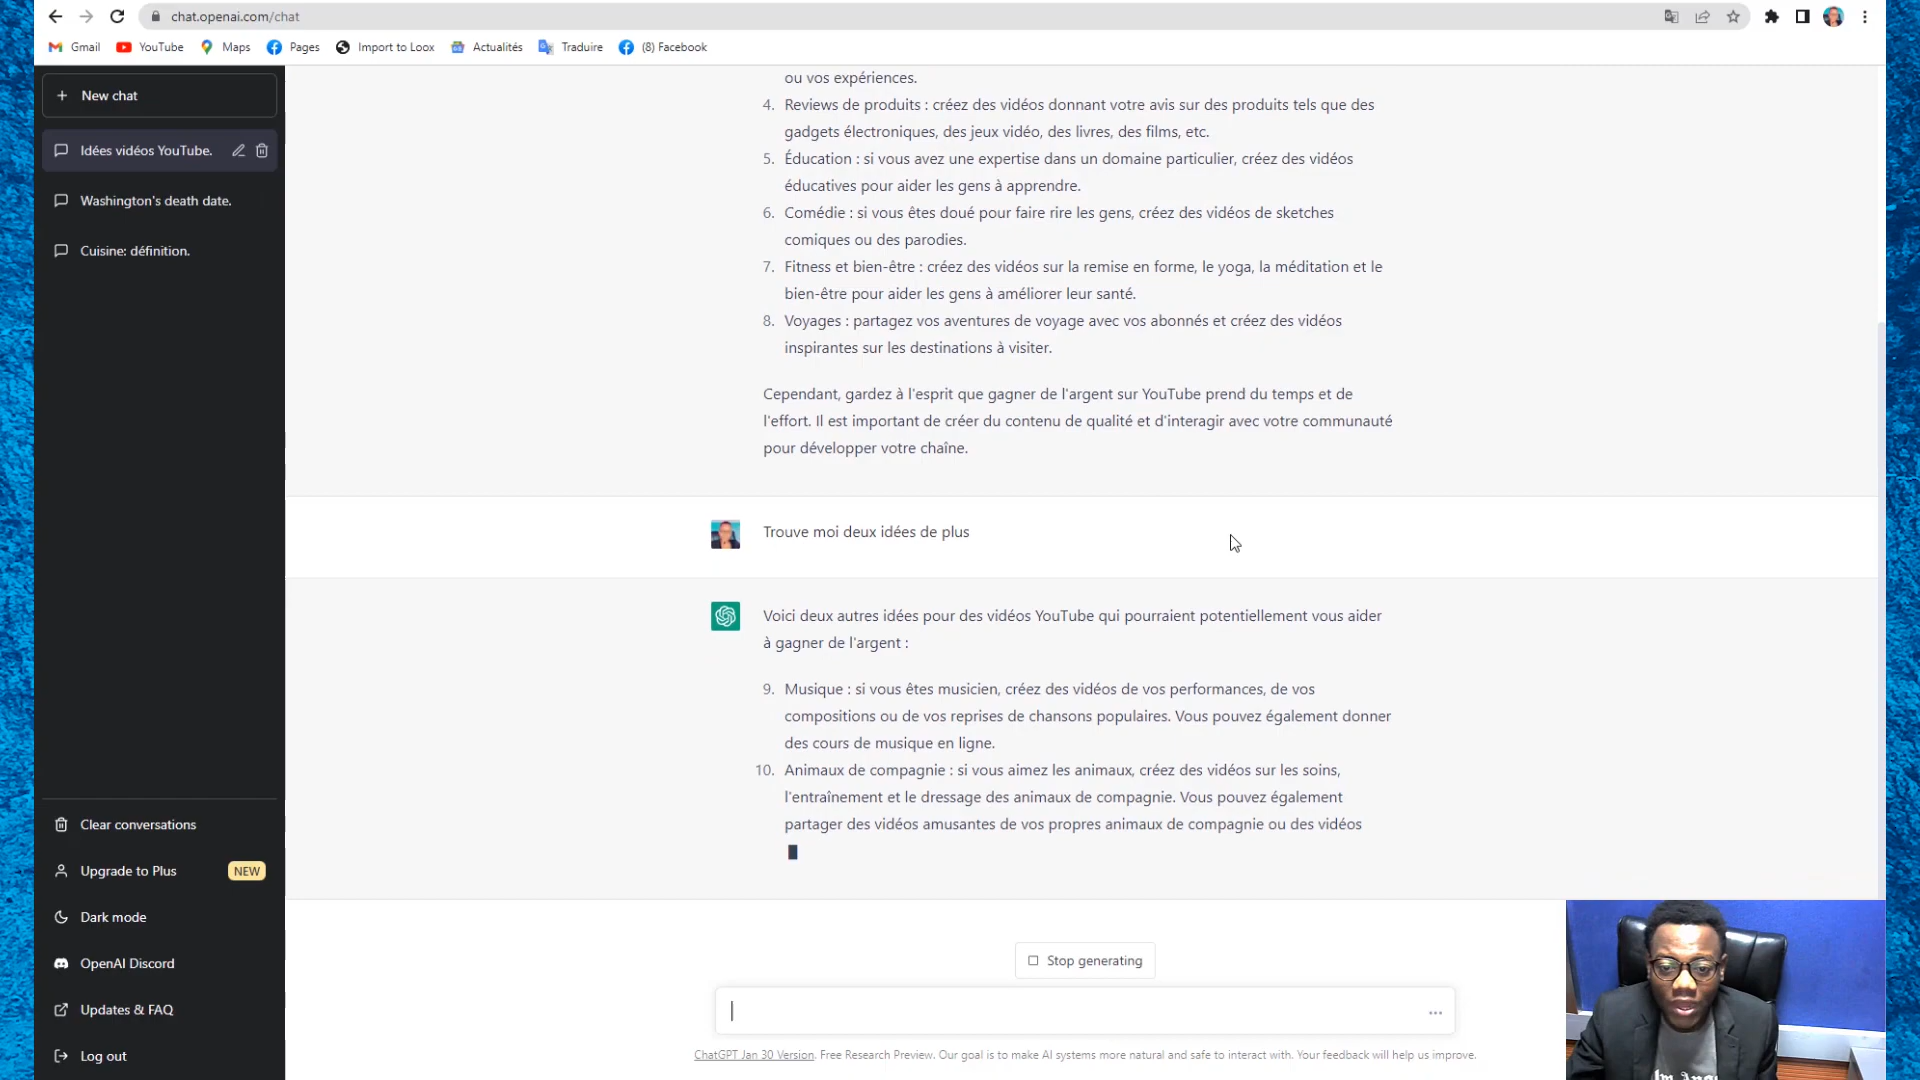 chat.openai.com/chat
Gmail YouTube Maps Pages Import to Loox Actualités Traduire (8) Facebook
+ New chat
Idées vidéos YouTube.
Washington's death date.
Cuisine: définition.
Clear conversations
Upgrade to Plus NEW
Dark mode
OpenAI Discord
Updates & FAQ
Log out
ou vos expériences.
4. Reviews de produits : créez des vidéos donnant votre avis sur des produits tels que des
gadgets électroniques, des jeux vidéo, des livres, des films, etc.
5. Éducation : si vous avez une expertise dans un domaine particulier, créez des vidéos
éducatives pour aider les gens à apprendre.
6. Comédie : si vous êtes doué pour faire rire les gens, créez des vidéos de sketches
comiques ou des parodies.
7. Fitness et bien-être : créez des vidéos sur la remise en forme, le yoga, la méditation et le
bien-être pour aider les gens à améliorer leur santé.
8. Voyages : partagez vos aventures de voyage avec vos abonnés et créez des vidéos
inspirantes sur les destinations à visiter.
Cependant, gardez à l'esprit que gagner de l'argent sur YouTube prend du temps et de
l'effort. Il est important de créer du contenu de qualité et d'interagir avec votre communauté
pour développer votre chaîne.
Trouve moi deux idées de plus
Voici deux autres idées pour des vidéos YouTube qui pourraient potentiellement vous aider
à gagner de l'argent :
9. Musique : si vous êtes musicien, créez des vidéos de vos performances, de vos
compositions ou de vos reprises de chansons populaires. Vous pouvez également donner
des cours de musique en ligne.
10. Animaux de compagnie : si vous aimez les animaux, créez des vidéos sur les soins,
l'entraînement et le dressage des animaux de compagnie. Vous pouvez également
partager des vidéos amusantes de vos propres animaux de compagnie ou des vidéos
Stop generating
ChatGPT Jan 30 Version. Free Research Preview. Our goal is to make AI systems more natural and safe to interact with. Your feedback will help us improve.